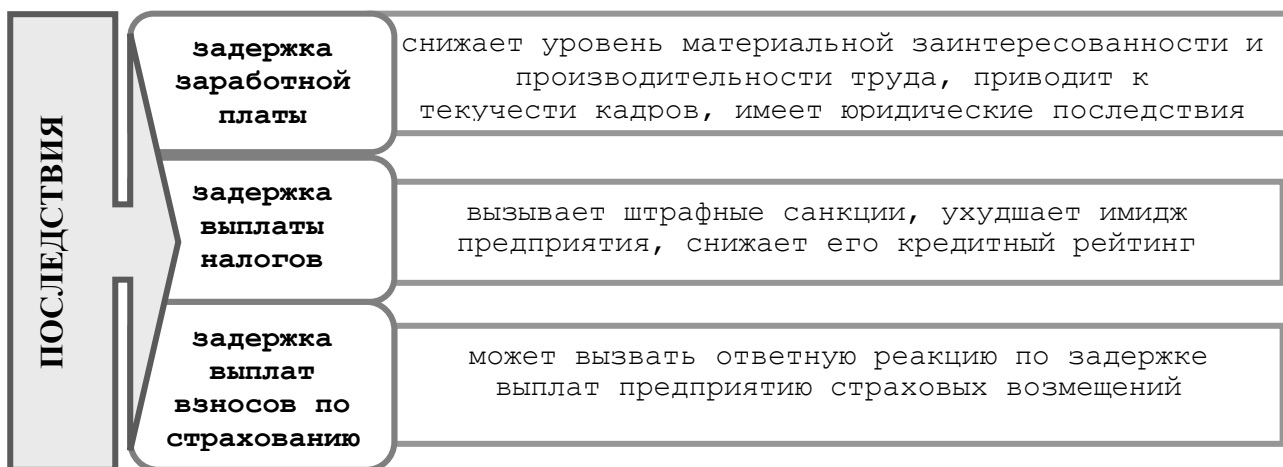 ПОСЛЕДСТВИЯ
задержка
заработной
платы
снижает уровень материальной заинтересованности и
производительности труда, приводит к
текучести кадров, имеет юридические последствия
задержка
выплаты
налогов
вызывает штрафные санкции, ухудшает имидж
предприятия, снижает его кредитный рейтинг
задержка
выплат
взносов по
страхованию
может вызвать ответную реакцию по задержке
выплат предприятию страховых возмещений